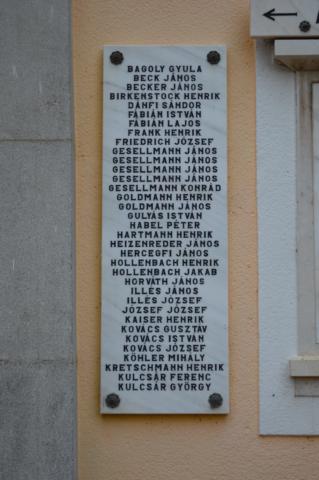 BAGOLY GYULA
BECK JÁNOS
BECKER JÁNOS
BIRKENSTOCK HENRIK
DÁNFI SÁNDOR
FÁBIÁN ISTVÁN
FÁBIÁN LAJOS
FRANK HENRIK
FRIEDRICH JÓZSEF
GESELLMANN JÁNOS
GESELLMANN JÁNOS
GESELLMANN JÁNOS
GESELLMANN JÁNOS
GESELLMANN KONRÁD
GOLDMANN HENRIK
GOLDMANN JÁNOS
GULYÁS ISTVÁN
HÁBEL PÉTER
HARTMANN HENRIK
HEIZENREDER JÁNOS
HERCEGFI JÁNOS
HOLLENBACH HENRIK
HOLLENBACH JAKAB
HORVÁTH JÁNOS
ILLÉS JÁNOS
ILLÉS JÓZSEF
JÓZSEF JÓZSEF
KAISER HENRIK
KOVÁCS GUSZTÁV
KOVÁCS ISTVÁN
KOVÁCS JÓZSEF
KÖHLER MIHÁLY
KRETSCHMANN HENRIK
KULCSÁR FERENC
KULCSÁR GYÖRGY